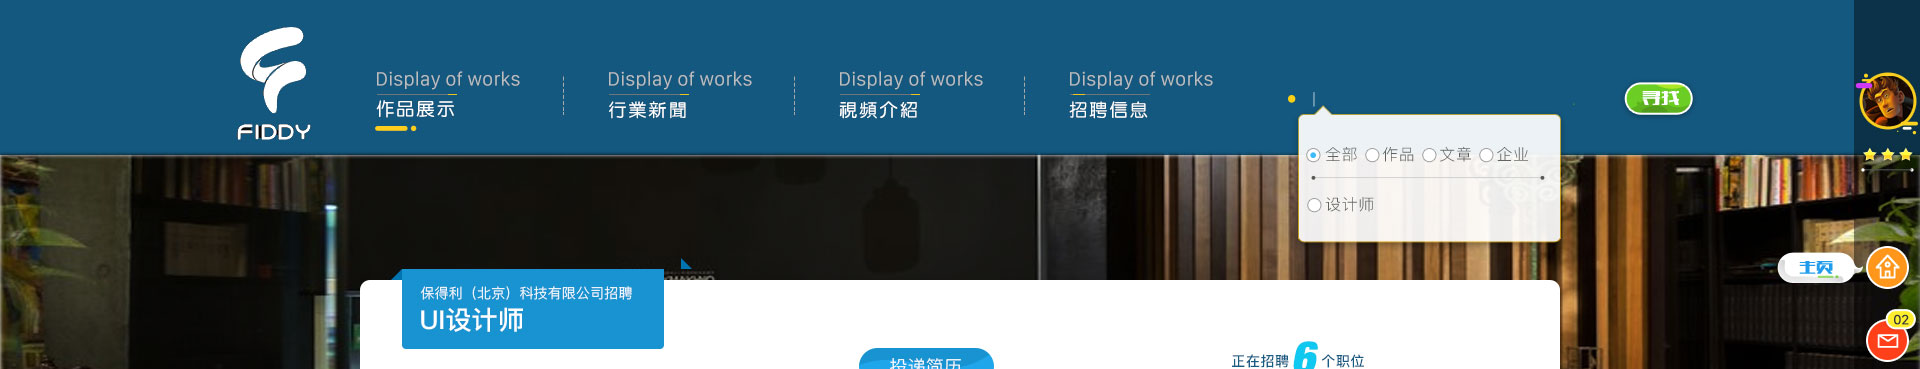 FIDDY
Display of works
作品展示
Display of works
行業新聞
Display of works
視頻介紹
Display of works
招聘信息
寻找
全部 作品 文章 企业
设计师
主页
02
保得利（北京）科技有限公司招聘
UI设计师
投递简历
正在招聘 6 个职位